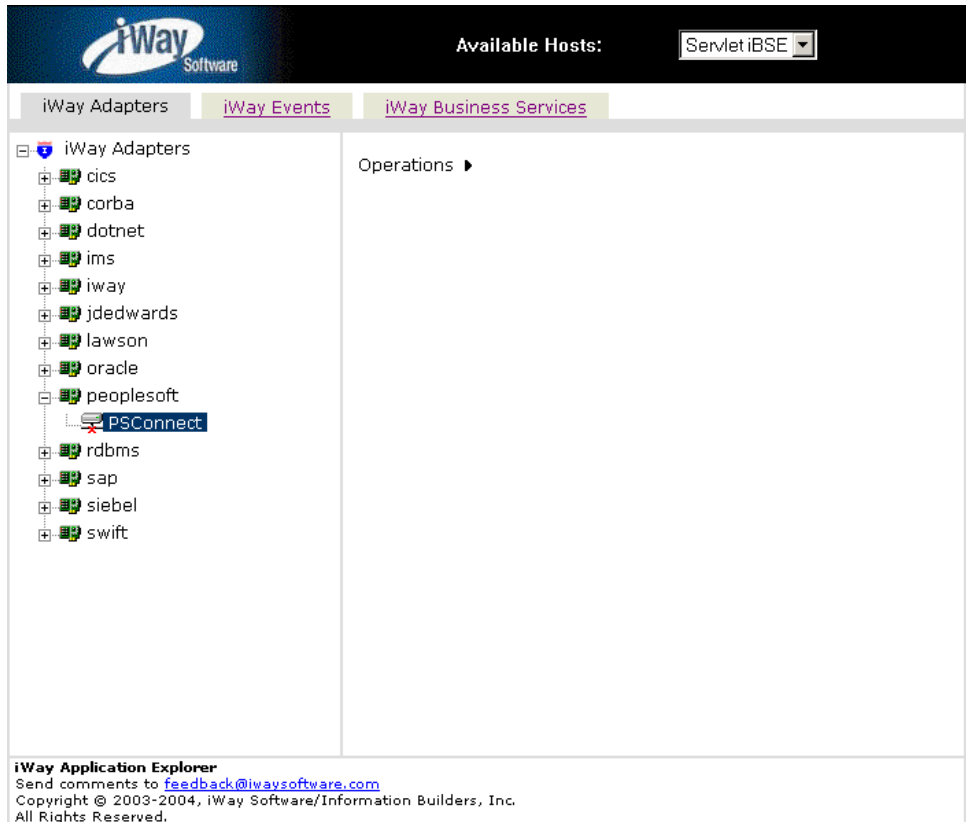 iWay
Software
Available Hosts:
Servlet iBSE
iWay Adapters
iWay Events
iWay Business Services
iWay Adapters
Operations
cics
corba
dotnet
ims
iway
jdedwards
lawson
oracle
peoplesoft
PSConnect
rdbms
sap
siebel
swift
iWay Application Explorer
Send comments to feedback@iwaysoftware.com
Copyright © 2003-2004, iWay Software/Information Builders, Inc.
All Rights Reserved.